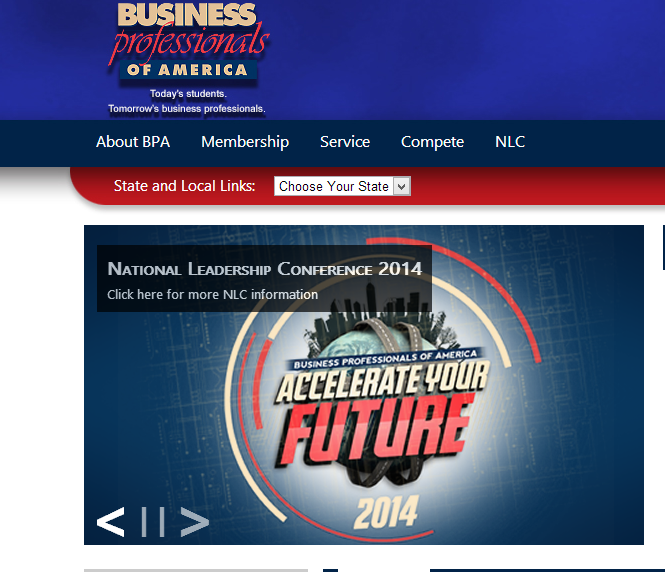 BUSINESS
professionals
OF AMERICA
Today's students.
Tomorrow's business professionals.
About BPA Membership Service Compete NLC
State and Local Links: Choose Your State
National Leadership Conference 2014
Click here for more NLC information
BUSINESS PROFESSIONALS OF AMERICA
ACCELERATE YOUR
FUTURE
2014